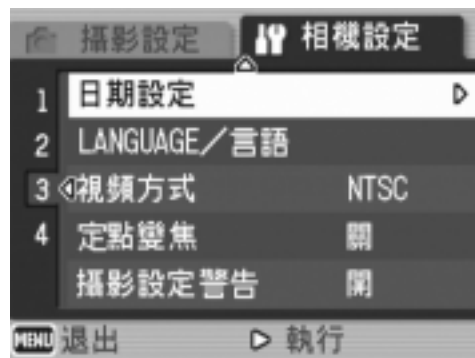 攝影設定 相機設定
1 日期設定
2 LANGUAGE／言語
3 視頻方式 NTSC
4 定點變焦 關
攝影設定警告 開
MENU 退出 執行